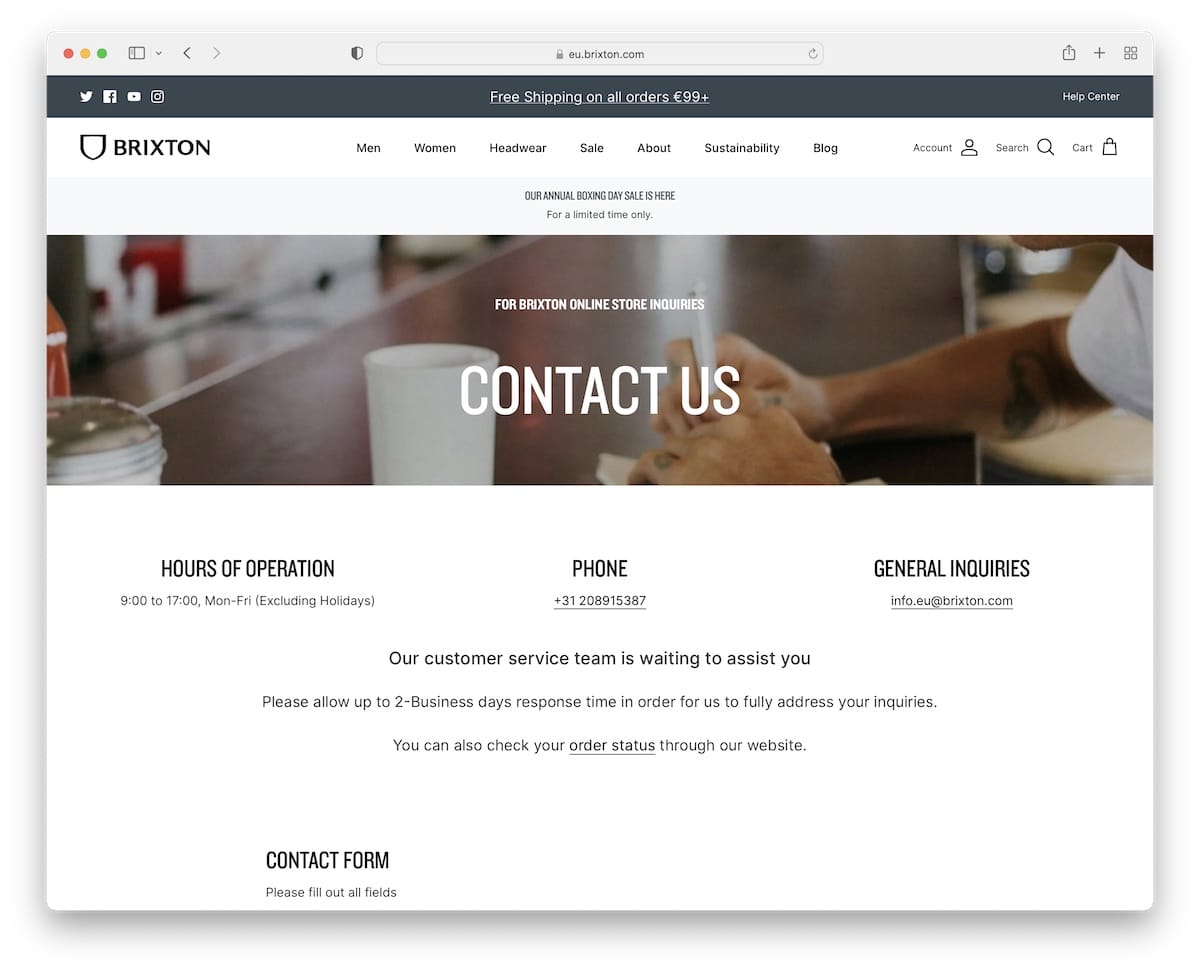 eu.brixton.com
Free Shipping on all orders €99+
Help Center
BRIXTON
Men Women Headwear Sale About Sustainability Blog
Account Search Cart
OUR ANNUAL BOXING DAY SALE IS HERE
For a limited time only.
FOR BRIXTON ONLINE STORE INQUIRIES
CONTACT US
HOURS OF OPERATION
9:00 to 17:00, Mon-Fri (Excluding Holidays)
PHONE
+31 208915387
GENERAL INQUIRIES
info.eu@brixton.com
Our customer service team is waiting to assist you
Please allow up to 2-Business days response time in order for us to fully address your inquiries.
You can also check your order status through our website.
CONTACT FORM
Please fill out all fields